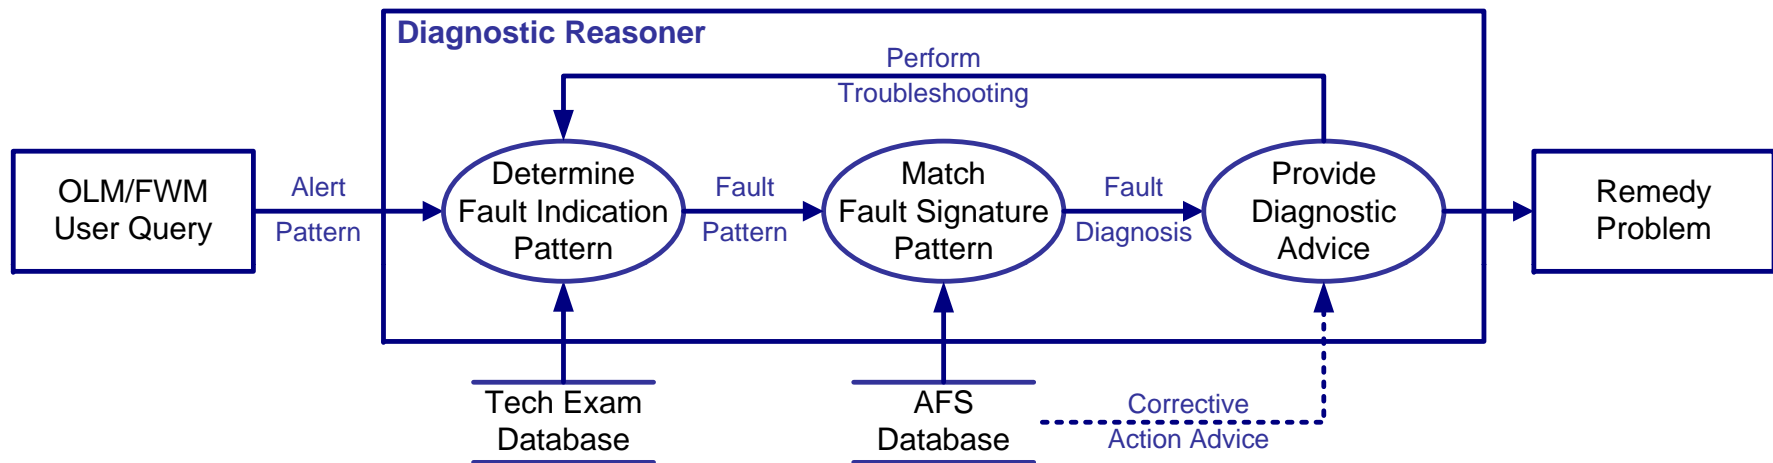 Diagnostic Reasoner
Perform
Troubleshooting
OLM/FWM
User Query
Alert
Pattern
Determine
Fault Indication
Pattern
Fault
Pattern
Match
Fault Signature
Pattern
Fault
Diagnosis
Provide
Diagnostic
Advice
Remedy
Problem
Tech Exam
Database
AFS
Database
Corrective
Action Advice